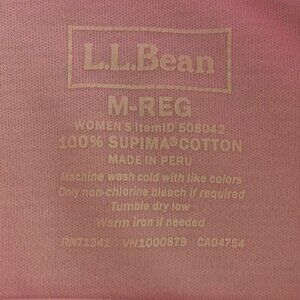 L.L.Bean
M-REG
WOMEN'S ItemID 508042
100% SUPIMA® COTTON
MADE IN PERU
Machine wash cold with like colors
Only non-chlorine bleach if required
Tumble dry low
Warm iron if needed
RN71341 VN1000879 CA04754